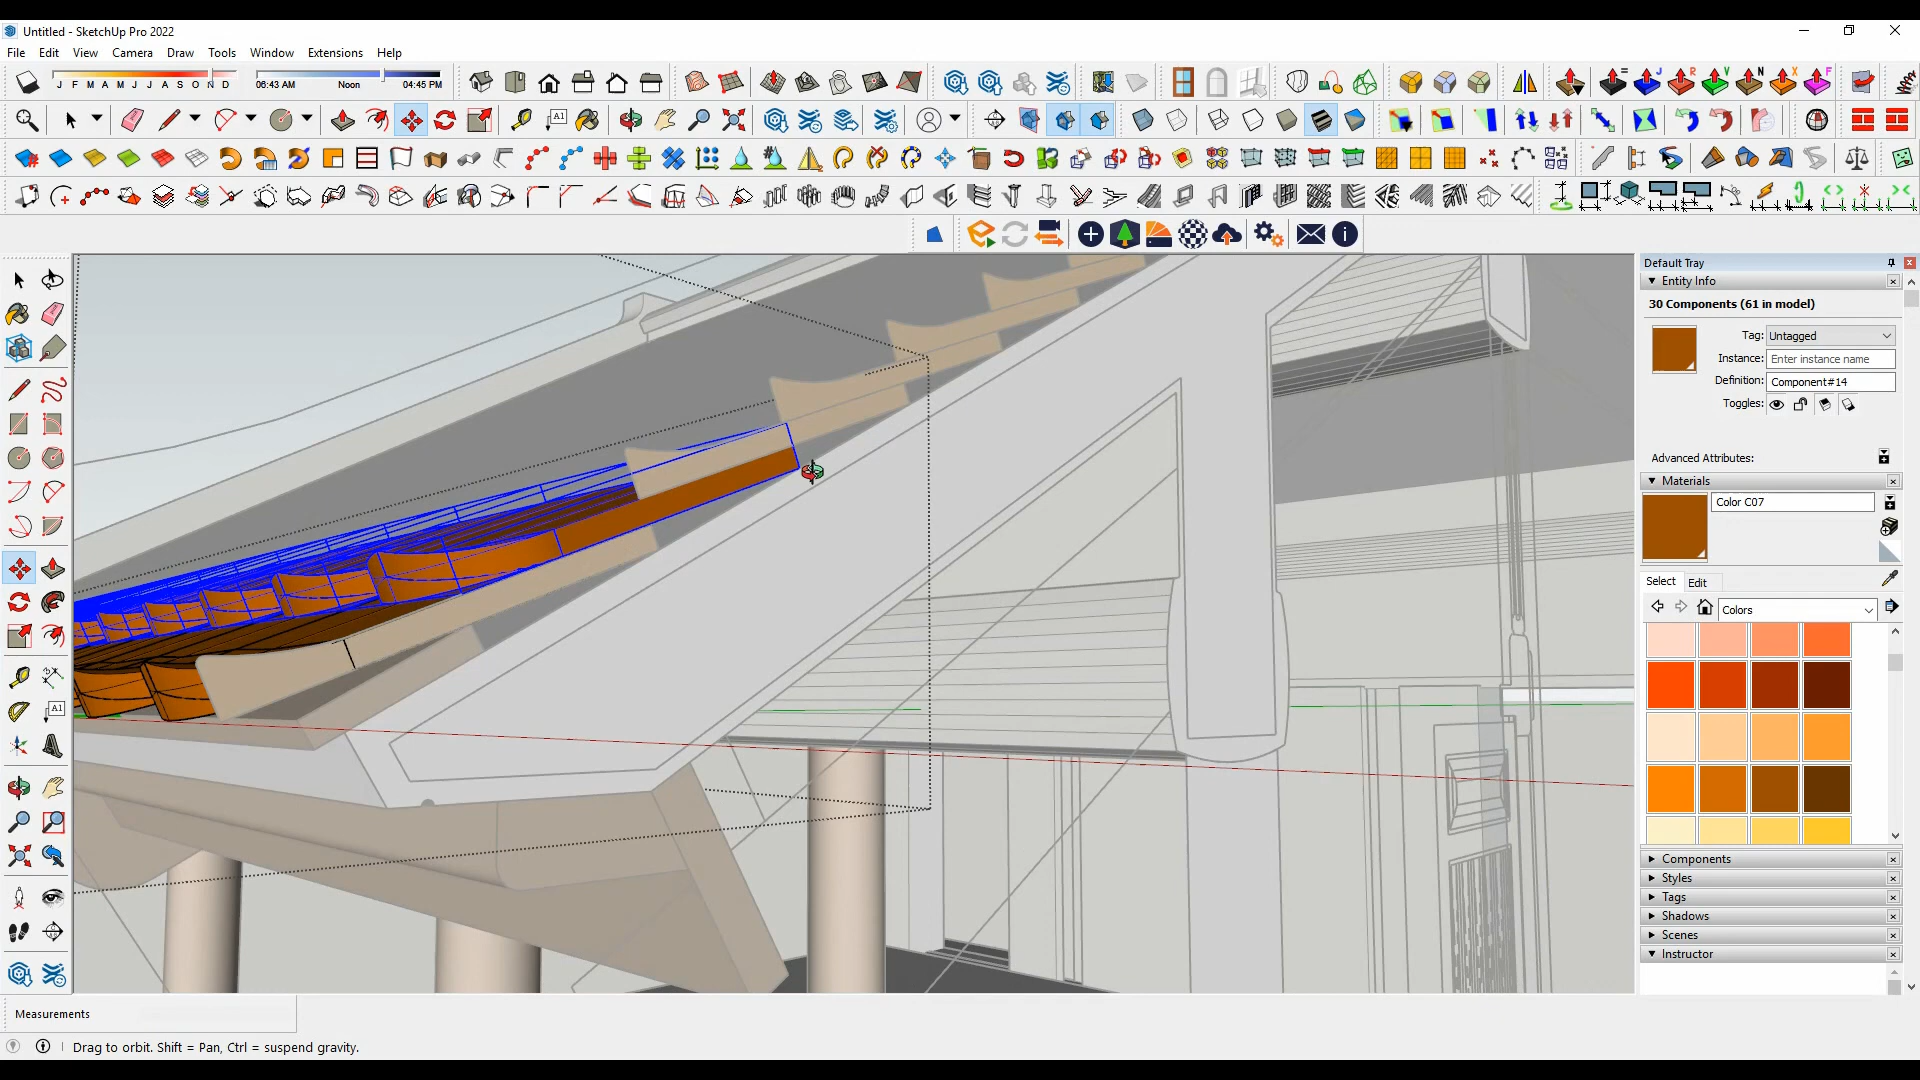 Untitled - SketchUp Pro 2022
File Edit View Camera Draw Tools Window Extensions Help
J F M A M J J A S O N D
06:43 AM Noon 04:45 PM
A1
Default Tray
Entity Info
30 Components (61 in model)
Tag: Untagged
Instance: Enter instance name
Definition: Component#14
Toggles:
Advanced Attributes:
Materials
Color C07
Select Edit
Colors
A1
Components
Styles
Tags
Shadows
Scenes
Instructor
Measurements
Drag to orbit. Shift = Pan, Ctrl = suspend gravity.